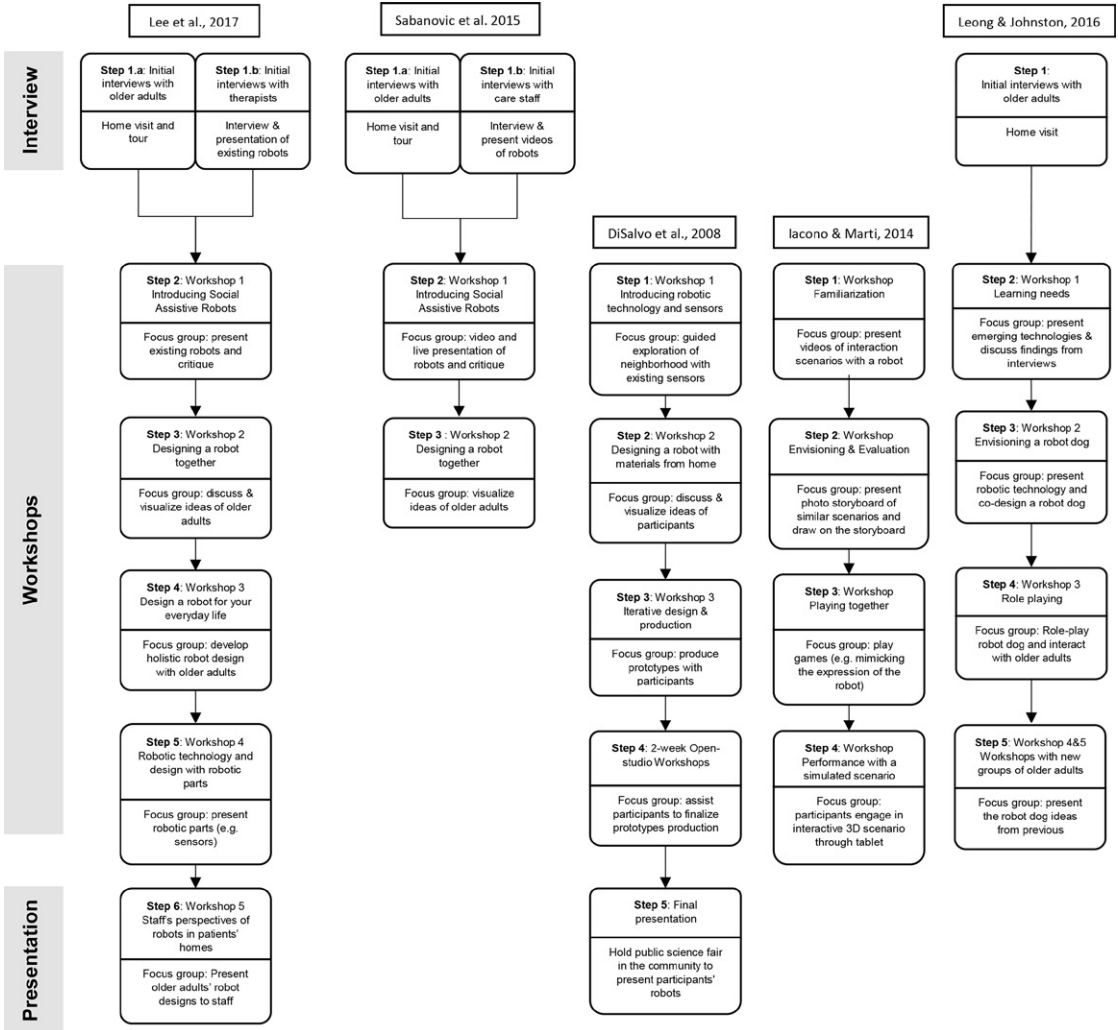 Lee et al., 2017
Sabanovic et al. 2015
Leong & Johnston, 2016
Interview
Step 1.a: Initial
interviews with
older adults
Home visit and
tour
Step 1.b: Initial
interviews with
therapists
Interview &
presentation of
existing robots
Step 1.a: Initial
interviews with
older adults
Home visit and
tour
Step 1.b: Initial
interviews with
care staff
Interview &
present videos
of robots
Step 1:
Initial interviews with
older adults
Home visit
DiSalvo et al., 2008
Iacono & Marti, 2014
Workshops
Step 2: Workshop 1
Introducing Social
Assistive Robots
Focus group: present
existing robots and
critique
Step 3: Workshop 2
Designing a robot
together
Focus group: discuss &
visualize ideas of older
adults
Step 4: Workshop 3
Design a robot for your
everyday life
Focus group: develop
holistic robot design
with older adults
Step 5: Workshop 4
Robotic technology and
design with robotic
parts
Focus group: present
robotic parts (e.g.
sensors)
Step 2: Workshop 1
Introducing Social
Assistive Robots
Focus group: video and
live presentation of
robots and critique
Step 3 : Workshop 2
Designing a robot
together
Focus group: visualize
ideas of older adults
Step 1: Workshop 1
Introducing robotic
technology and sensors
Focus group: guided
exploration of
neighborhood with
existing sensors
Step 2: Workshop 2
Designing a robot with
materials from home
Focus group: discuss &
visualize ideas of
participants
Step 3: Workshop 3
Iterative design &
production
Focus group: produce
prototypes with
participants
Step 4: 2-week Open-
studio Workshops
Focus group: assist
participants to finalize
prototypes production
Step 1: Workshop
Familiarization
Focus group: present
videos of interaction
scenarios with a robot
Step 2: Workshop
Envisioning & Evaluation
Focus group: present
photo storyboard of
similar scenarios and
draw on the storyboard
Step 3: Workshop
Playing together
Focus group: play
games (e.g. mimicking
the expression of the
robot)
Step 4: Workshop
Performance with a
simulated scenario
Focus group:
participants engage in
interactive 3D scenario
through tablet
Step 2: Workshop 1
Learning needs
Focus group: present
emerging technologies &
discuss findings from
interviews
Step 3: Workshop 2
Envisioning a robot dog
Focus group: present
robotic technology and
co-design a robot dog
Step 4: Workshop 3
Role playing
Focus group: Role-play
robot dog and interact
with older adults
Step 5: Workshop 4&5
Workshops with new
groups of older adults
Focus group: present
the robot dog ideas
from previous
Presentation
Step 6: Workshop 5
Staff's perspectives of
robots in patients'
homes
Focus group: Present
older adults' robot
designs to staff
Step 5: Final
presentation
Hold public science fair
in the community to
present participants'
robots